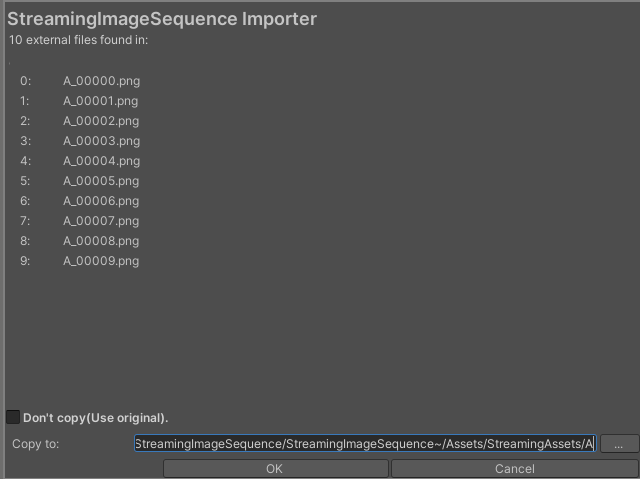 StreamingImageSequence Importer
10 external files found in:
.
0: A_00000.png
1: A_00001.png
2: A_00002.png
3: A_00003.png
4: A_00004.png
5: A_00005.png
6: A_00006.png
7: A_00007.png
8: A_00008.png
9: A_00009.png
Don't copy(Use original).
Copy to: StreamingImageSequence/StreamingImageSequence~/Assets/StreamingAssets/A ...
OK Cancel